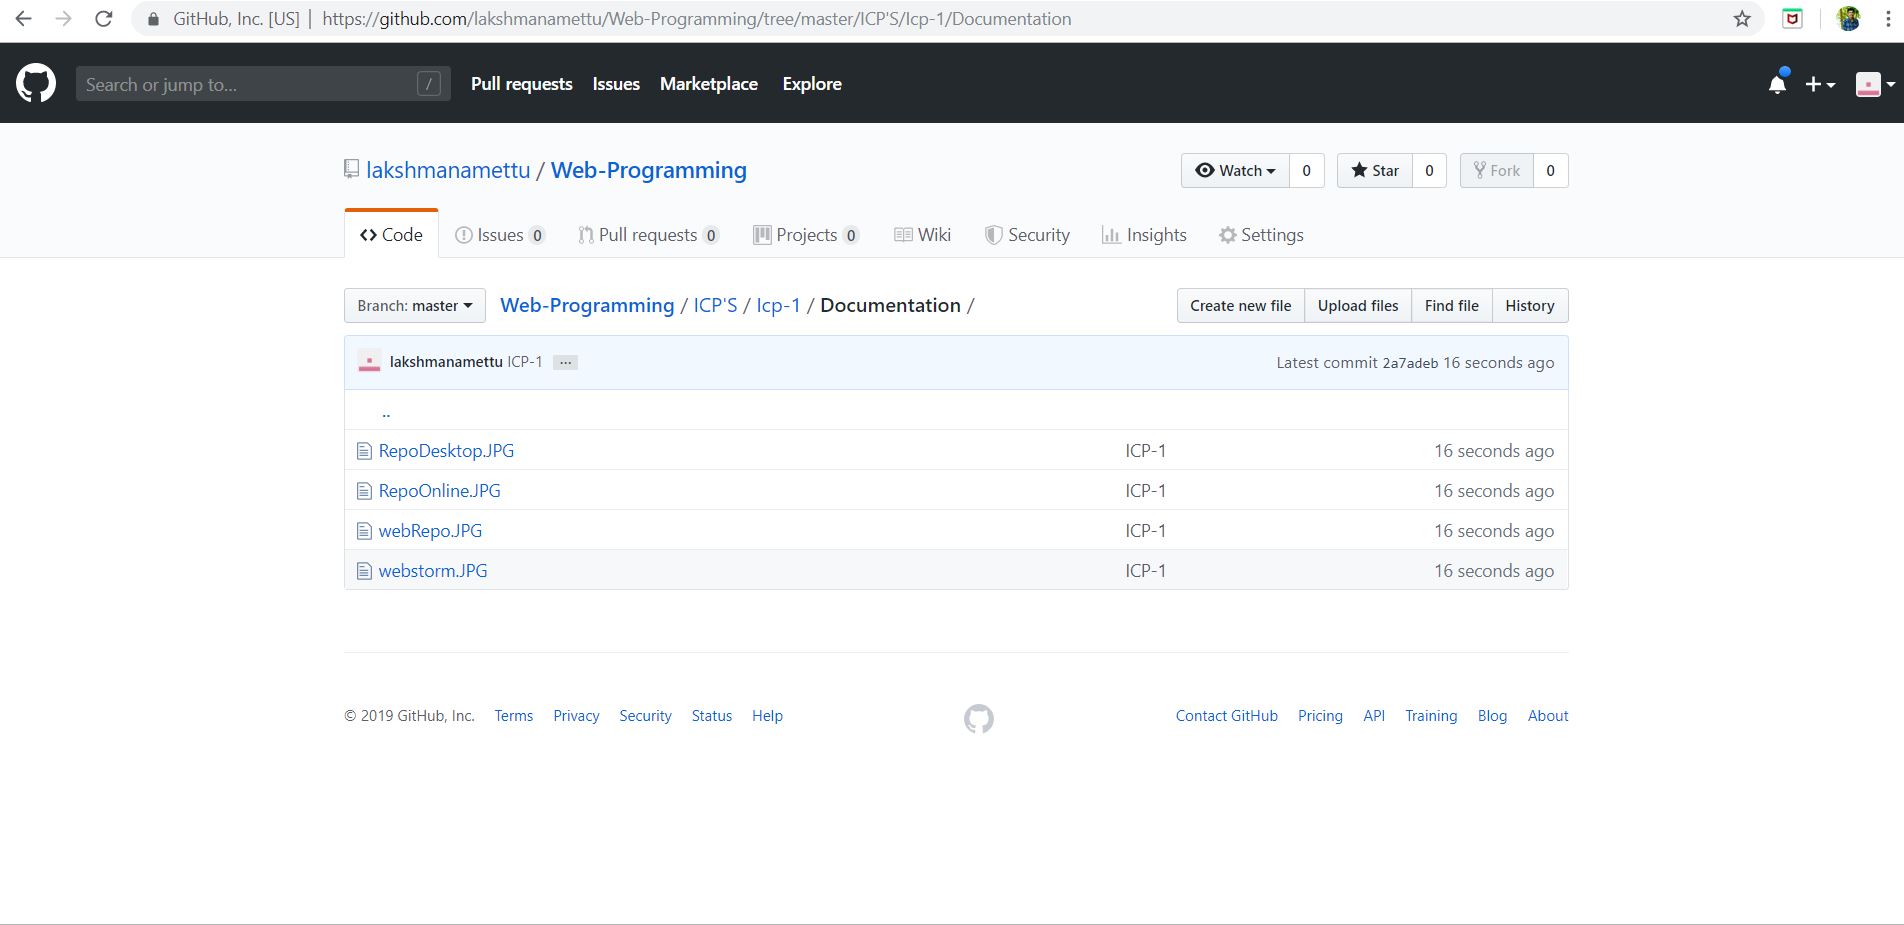 GitHub, Inc. [US] | https://github.com/lakshmanamettu/Web-Programming/tree/master/ICP'S/Icp-1/Documentation
Search or jump to... / Pull requests Issues Marketplace Explore
lakshmanamettu / Web-Programming Watch 0 Star 0 Fork 0
Code Issues 0 Pull requests 0 Projects 0 Wiki Security Insights Settings
Branch: master Web-Programming / ICP'S / Icp-1 / Documentation / Create new file Upload files Find file History
lakshmanamettu ICP-1 ... Latest commit 2a7adeb 16 seconds ago
..
RepoDesktop.JPG ICP-1 16 seconds ago
RepoOnline.JPG ICP-1 16 seconds ago
webRepo.JPG ICP-1 16 seconds ago
webstorm.JPG ICP-1 16 seconds ago
© 2019 GitHub, Inc. Terms Privacy Security Status Help Contact GitHub Pricing API Training Blog About